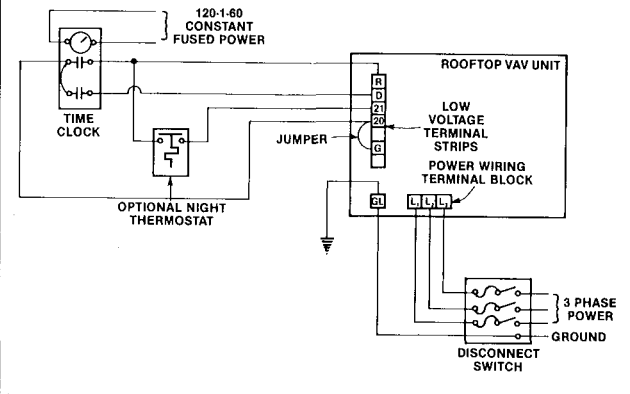 120-1-60
CONSTANT
FUSED POWER
TIME
CLOCK
OPTIONAL NIGHT
THERMOSTAT
ROOFTOP VAV UNIT
R
D
21
20
G
JUMPER
LOW
VOLTAGE
TERMINAL
STRIPS
POWER WIRING
TERMINAL BLOCK
GL
L1 L2 L3
3 PHASE
POWER
GROUND
DISCONNECT
SWITCH